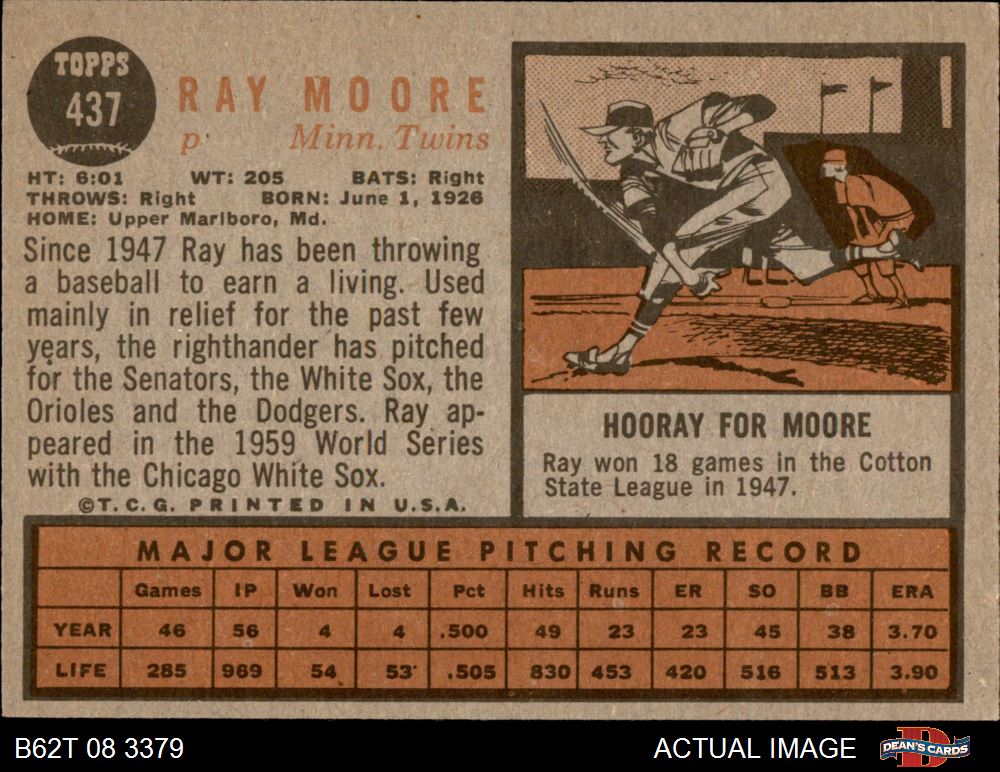 TOPPS
437
RAY MOORE
p Minn. Twins
HT: 6:01 WT: 205 BATS: Right
THROWS: Right BORN: June 1, 1926
HOME: Upper Marlboro, Md.
Since 1947 Ray has been throwing
a baseball to earn a living. Used
mainly in relief for the past few
years, the righthander has pitched
for the Senators, the White Sox, the
Orioles and the Dodgers. Ray ap-
peared in the 1959 World Series
with the Chicago White Sox.
©T.C.G. PRINTED IN U.S.A.
HOORAY FOR MOORE
Ray won 18 games in the Cotton
State League in 1947.
MAJOR LEAGUE PITCHING RECORD
Games IP Won Lost Pct Hits Runs ER SO BB ERA
YEAR 46 56 4 4 .500 49 23 23 45 38 3.70
LIFE 285 969 54 53 .505 830 453 420 516 513 3.90
B62T 08 3379 ACTUAL IMAGE DEAN'S CARDS